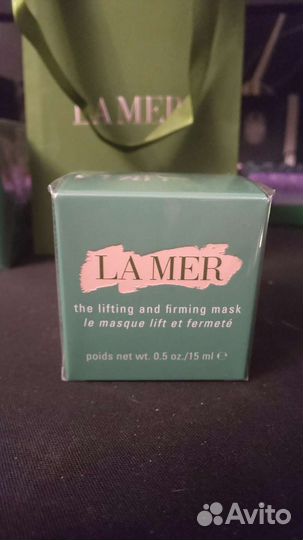 LA MER
LA MER
the lifting and firming mask
le masque lift et fermeté
poids net wt. 0.5 oz./15 ml ℮
Avito